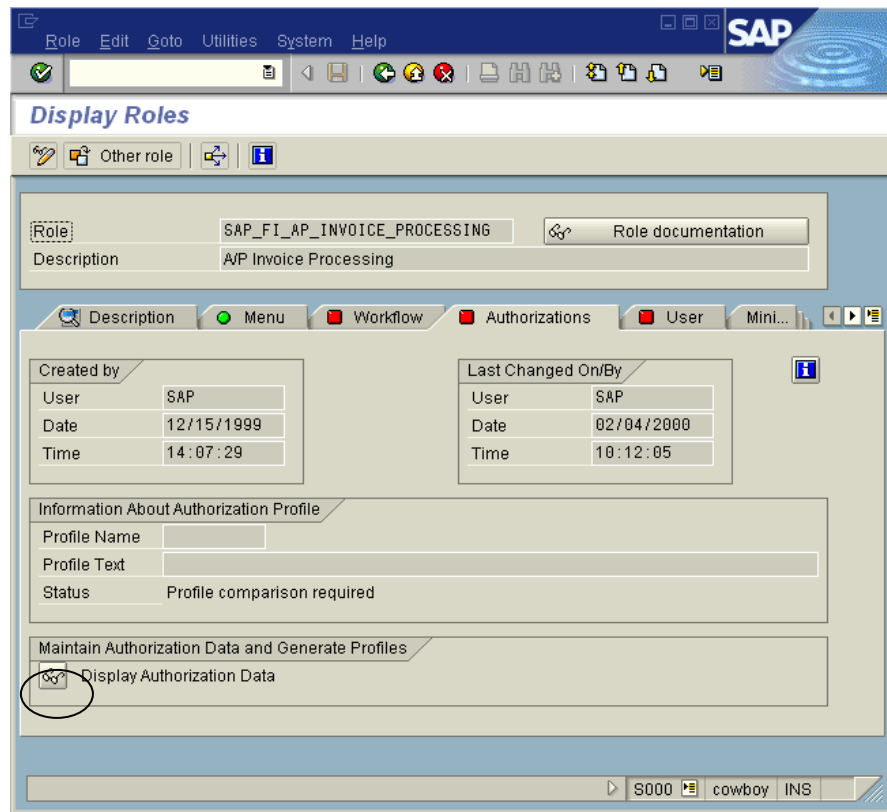 Role Edit Goto Utilities System Help
SAP
Display Roles
Other role
Role SAP_FI_AP_INVOICE_PROCESSING Role documentation
Description A/P Invoice Processing
Description Menu Workflow Authorizations User Mini...
Created by Last Changed On/By
User SAP User SAP
Date 12/15/1999 Date 02/04/2000
Time 14:07:29 Time 10:12:05
Information About Authorization Profile
Profile Name
Profile Text
Status Profile comparison required
Maintain Authorization Data and Generate Profiles
Display Authorization Data
S000 cowboy INS